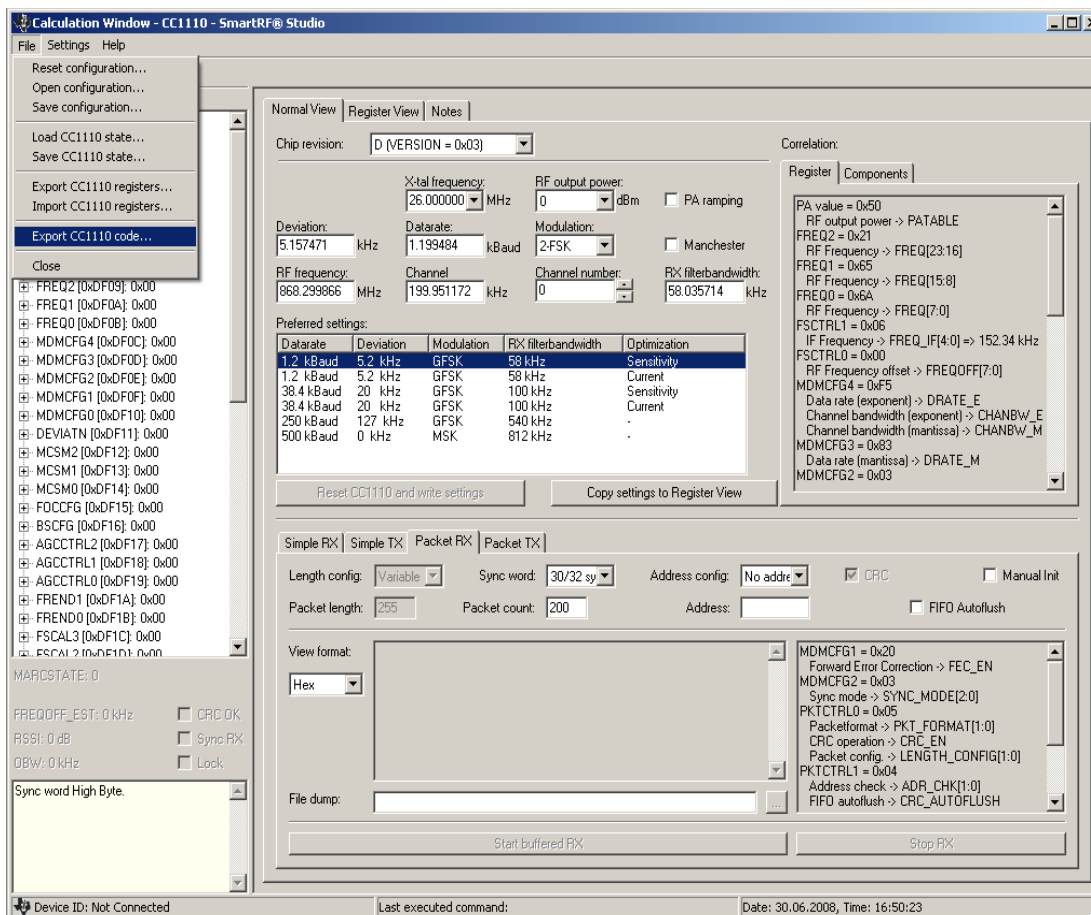 Calculation Window - CC1110 - SmartRF® Studio
File Settings Help
Reset configuration...
Open configuration...
Save configuration...
Load CC1110 state...
Save CC1110 state...
Export CC1110 registers...
Import CC1110 registers...
Export CC1110 code...
Close
FREQ2 [0xDF09]: 0x00
FREQ1 [0xDF0A]: 0x00
FREQ0 [0xDF0B]: 0x00
MDMCFG4 [0xDF0C]: 0x00
MDMCFG3 [0xDF0D]: 0x00
MDMCFG2 [0xDF0E]: 0x00
MDMCFG1 [0xDF0F]: 0x00
MDMCFG0 [0xDF10]: 0x00
DEVIATN [0xDF11]: 0x00
MCSM2 [0xDF12]: 0x00
MCSM1 [0xDF13]: 0x00
MCSM0 [0xDF14]: 0x00
FOCCFG [0xDF15]: 0x00
BSCFG [0xDF16]: 0x00
AGCCTRL2 [0xDF17]: 0x00
AGCCTRL1 [0xDF18]: 0x00
AGCCTRL0 [0xDF19]: 0x00
FREND1 [0xDF1A]: 0x00
FREND0 [0xDF1B]: 0x00
FSCAL3 [0xDF1C]: 0x00
FSCAL2 [0xDF1D]: 0x00
MARCSTATE: 0
FREQOFF_EST: 0 kHz CRC OK
RSSI: 0 dB Sync RX
OBW: 0 kHz Lock
Sync word High Byte.
Normal View Register View Notes
Chip revision: D (VERSION = 0x03)
X-tal frequency: RF output power:
26.000000 MHz 0 dBm PA ramping
Deviation: Datarate: Modulation:
5.157471 kHz 1.199484 kBaud 2-FSK Manchester
RF frequency: Channel Channel number: RX filterbandwidth:
868.299866 MHz 199.951172 kHz 0 58.035714 kHz
Preferred settings:
Datarate Deviation Modulation RX filterbandwidth Optimization
1.2 kBaud 5.2 kHz GFSK 58 kHz Sensitivity
1.2 kBaud 5.2 kHz GFSK 58 kHz Current
38.4 kBaud 20 kHz GFSK 100 kHz Sensitivity
38.4 kBaud 20 kHz GFSK 100 kHz Current
250 kBaud 127 kHz GFSK 540 kHz -
500 kBaud 0 kHz MSK 812 kHz -
Reset CC1110 and write settings Copy settings to Register View
Correlation:
Register Components
PA value = 0x50
RF output power -> PATABLE
FREQ2 = 0x21
RF Frequency -> FREQ[23:16]
FREQ1 = 0x65
RF Frequency -> FREQ[15:8]
FREQ0 = 0x6A
RF Frequency -> FREQ[7:0]
FSCTRL1 = 0x06
IF Frequency -> FREQ_IF[4:0] => 152.34 kHz
FSCTRL0 = 0x00
RF Frequency offset -> FREQOFF[7:0]
MDMCFG4 = 0xF5
Data rate (exponent) -> DRATE_E
Channel bandwidth (exponent) -> CHANBW_E
Channel bandwidth (mantissa) -> CHANBW_M
MDMCFG3 = 0x83
Data rate (mantissa) -> DRATE_M
MDMCFG2 = 0x03
Simple RX Simple TX Packet RX Packet TX
Length config: Variable Sync word: 30/32 sy Address config: No addre CRC Manual Init
Packet length: 255 Packet count: 200 Address: FIFO Autoflush
View format:
Hex
File dump: ...
MDMCFG1 = 0x20
Forward Error Correction -> FEC_EN
MDMCFG2 = 0x03
Sync mode -> SYNC_MODE[2:0]
PKTCTRL0 = 0x05
Packetformat -> PKT_FORMAT[1:0]
CRC operation -> CRC_EN
Packet config. -> LENGTH_CONFIG[1:0]
PKTCTRL1 = 0x04
Address check -> ADR_CHK[1:0]
FIFO autoflush -> CRC_AUTOFLUSH
Start buffered RX Stop RX
Device ID: Not Connected Last executed command: Date: 30.06.2008, Time: 16:50:23